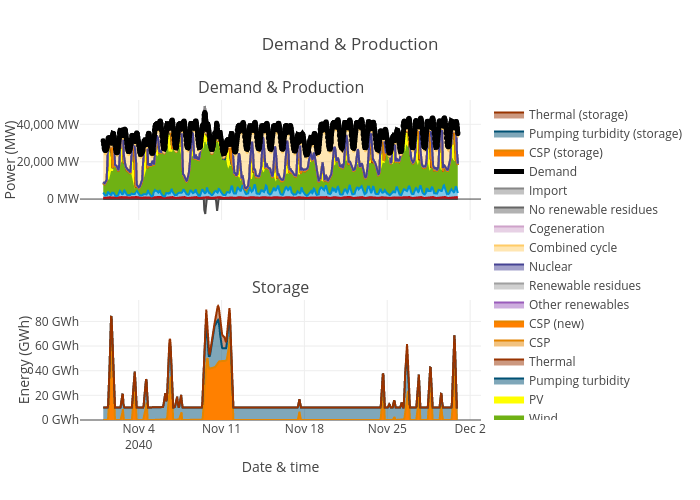 Demand & Production
Demand & Production
Power (MW)
40,000 MW
20,000 MW
0 MW
Storage
Energy (GWh)
80 GWh
60 GWh
40 GWh
20 GWh
0 GWh
Nov 4
2040
Nov 11
Nov 18
Nov 25
Dec 2
Date & time
Thermal (storage)
Pumping turbidity (storage)
CSP (storage)
Demand
Import
No renewable residues
Cogeneration
Combined cycle
Nuclear
Renewable residues
Other renewables
CSP (new)
CSP
Thermal
Pumping turbidity
PV
Wind